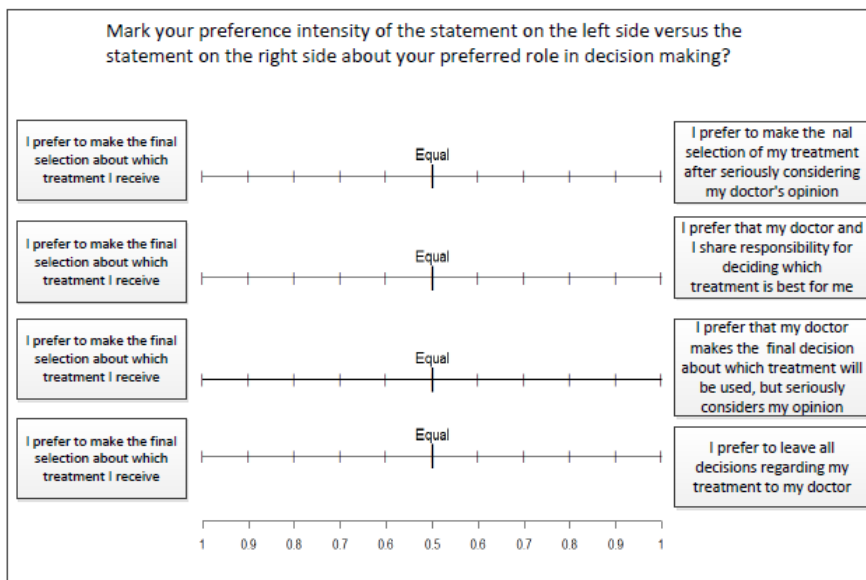 Mark your preference intensity of the statement on the left side versus the
statement on the right side about your preferred role in decision making?
I prefer to make the final
selection about which
treatment I receive
Equal
I prefer to make the nal
selection of my treatment
after seriously considering
my doctor's opinion
I prefer to make the final
selection about which
treatment I receive
Equal
I prefer that my doctor and
I share responsibility for
deciding which
treatment is best for me
I prefer to make the final
selection about which
treatment I receive
Equal
I prefer that my doctor
makes the final decision
about which treatment will
be used, but seriously
considers my opinion
I prefer to make the final
selection about which
treatment I receive
Equal
I prefer to leave all
decisions regarding my
treatment to my doctor
1 0.9 0.8 0.7 0.6 0.5 0.6 0.7 0.8 0.9 1